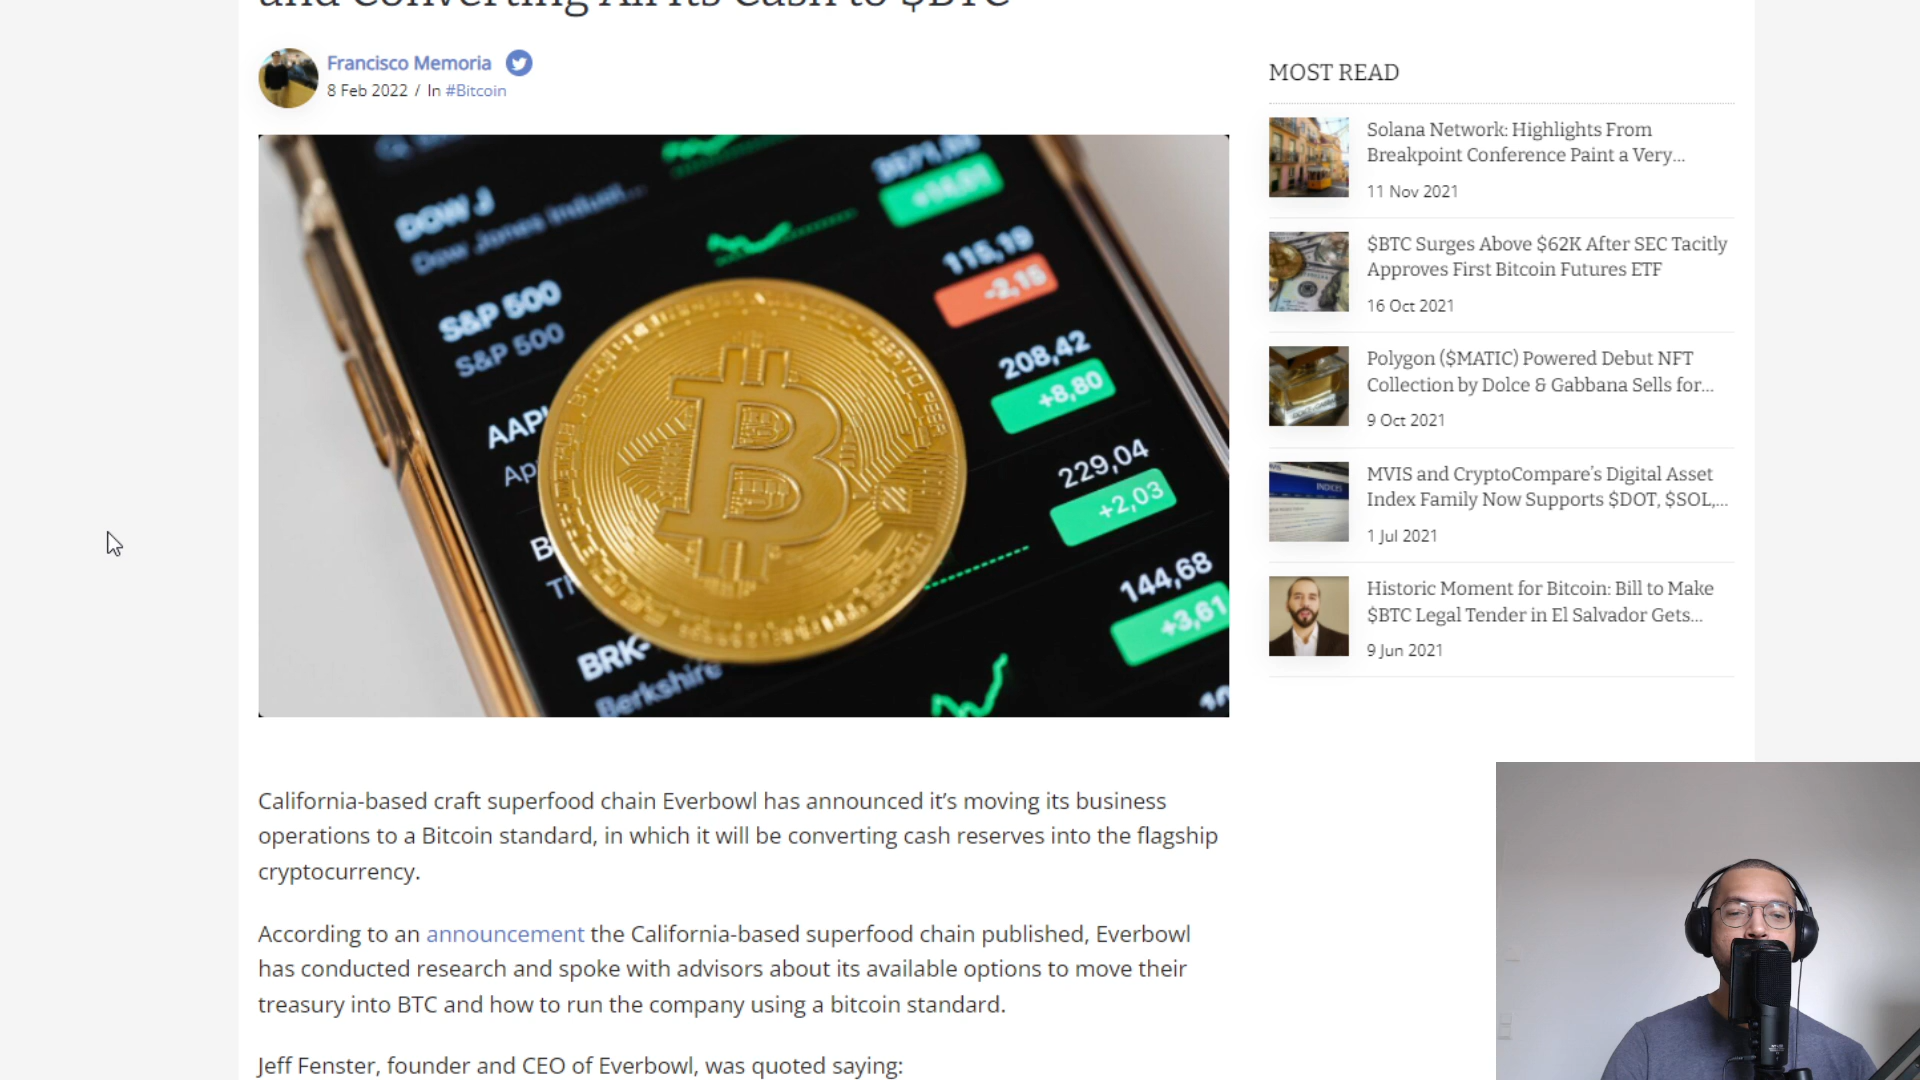 and Converting All Its Cash to $BTC
Francisco Memoria
8 Feb 2022 / In #Bitcoin
DOW J
Dow Jones Indust...
3671,85
+14,01
115,19
-2,15
S&P 500
S&P 500
208,42
+8,80
AAPL
229,04
+2,03
144,68
+3,61
BRK-
Berkshire
MOST READ
Solana Network: Highlights From
Breakpoint Conference Paint a Very...
11 Nov 2021
$BTC Surges Above $62K After SEC Tacitly
Approves First Bitcoin Futures ETF
16 Oct 2021
Polygon ($MATIC) Powered Debut NFT
Collection by Dolce & Gabbana Sells for...
9 Oct 2021
INDICES
MVIS and CryptoCompare’s Digital Asset
Index Family Now Supports $DOT, $SOL,...
1 Jul 2021
Historic Moment for Bitcoin: Bill to Make
$BTC Legal Tender in El Salvador Gets...
9 Jun 2021
California-based craft superfood chain Everbowl has announced it’s moving its business
operations to a Bitcoin standard, in which it will be converting cash reserves into the flagship
cryptocurrency.
According to an announcement the California-based superfood chain published, Everbowl
has conducted research and spoke with advisors about its available options to move their
treasury into BTC and how to run the company using a bitcoin standard.
Jeff Fenster, founder and CEO of Everbowl, was quoted saying: